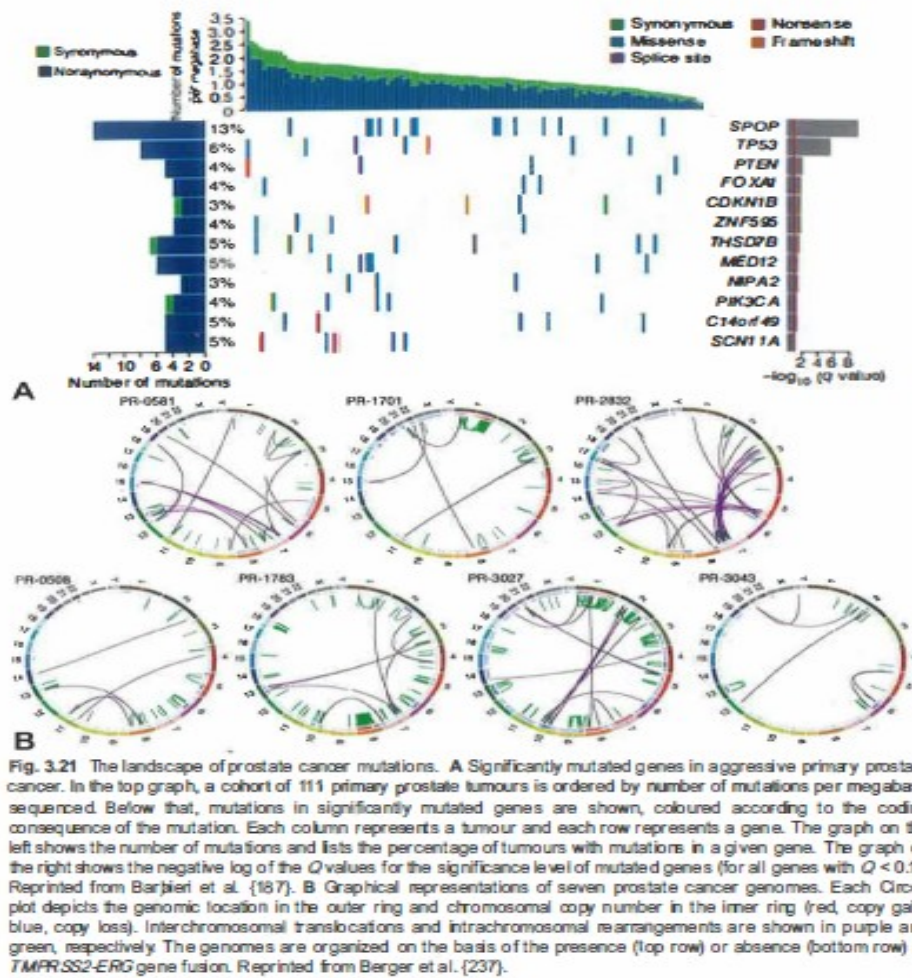 3.5
3.0
2.5
2.0
1.5
1.0
0.5
0
Number of mutations
per megabase
Synonymous
Nonsynonymous
Synonymous
Missense
Splice site
Nonsense
Frameshift
13% SPOP
6% TP53
4% PTEN
4% FOXA1
3% CDKN1B
4% ZNF595
5% THSD7B
5% MED12
3% NIPA2
4% PIK3CA
5% C14orf49
5% SCN11A
14 10 6 4 2 0
Number of mutations
2 4 6 8
−log10 (Q value)
A
PR-0581 PR-1701 PR-2832
PR-0508 PR-1783 PR-3027 PR-3043
B
Fig. 3.21 The landscape of prostate cancer mutations. A Significantly mutated genes in aggressive primary prosta
cancer. In the top graph, a cohort of 111 primary prostate tumours is ordered by number of mutations per megaba
sequenced. Below that, mutations in significantly mutated genes are shown, coloured according to the codin
consequence of the mutation. Each column represents a tumour and each row represents a gene. The graph on th
left shows the number of mutations and lists the percentage of tumours with mutations in a given gene. The graph o
the right shows the negative log of the Q values for the significance level of mutated genes (for all genes with Q < 0.1
Reprinted from Barbieri et al. {187}. B Graphical representations of seven prostate cancer genomes. Each Circo
plot depicts the genomic location in the outer ring and chromosomal copy number in the inner ring (red, copy gai
blue, copy loss). Interchromosomal translocations and intrachromosomal rearrangements are shown in purple an
green, respectively. The genomes are organized on the basis of the presence (top row) or absence (bottom row)
TMPRSS2-ERG gene fusion. Reprinted from Berger et al. {237}.